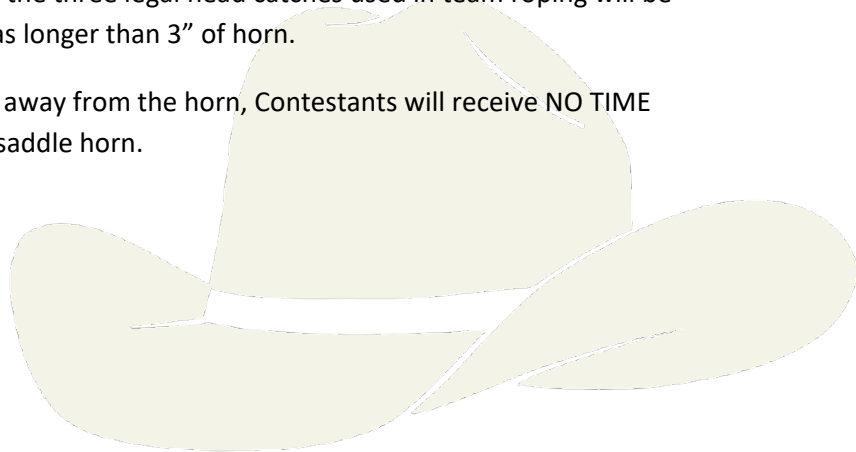 the three legal head catches used in team roping will be
as longer than 3” of horn.
away from the horn, Contestants will receive NO TIME
saddle horn.